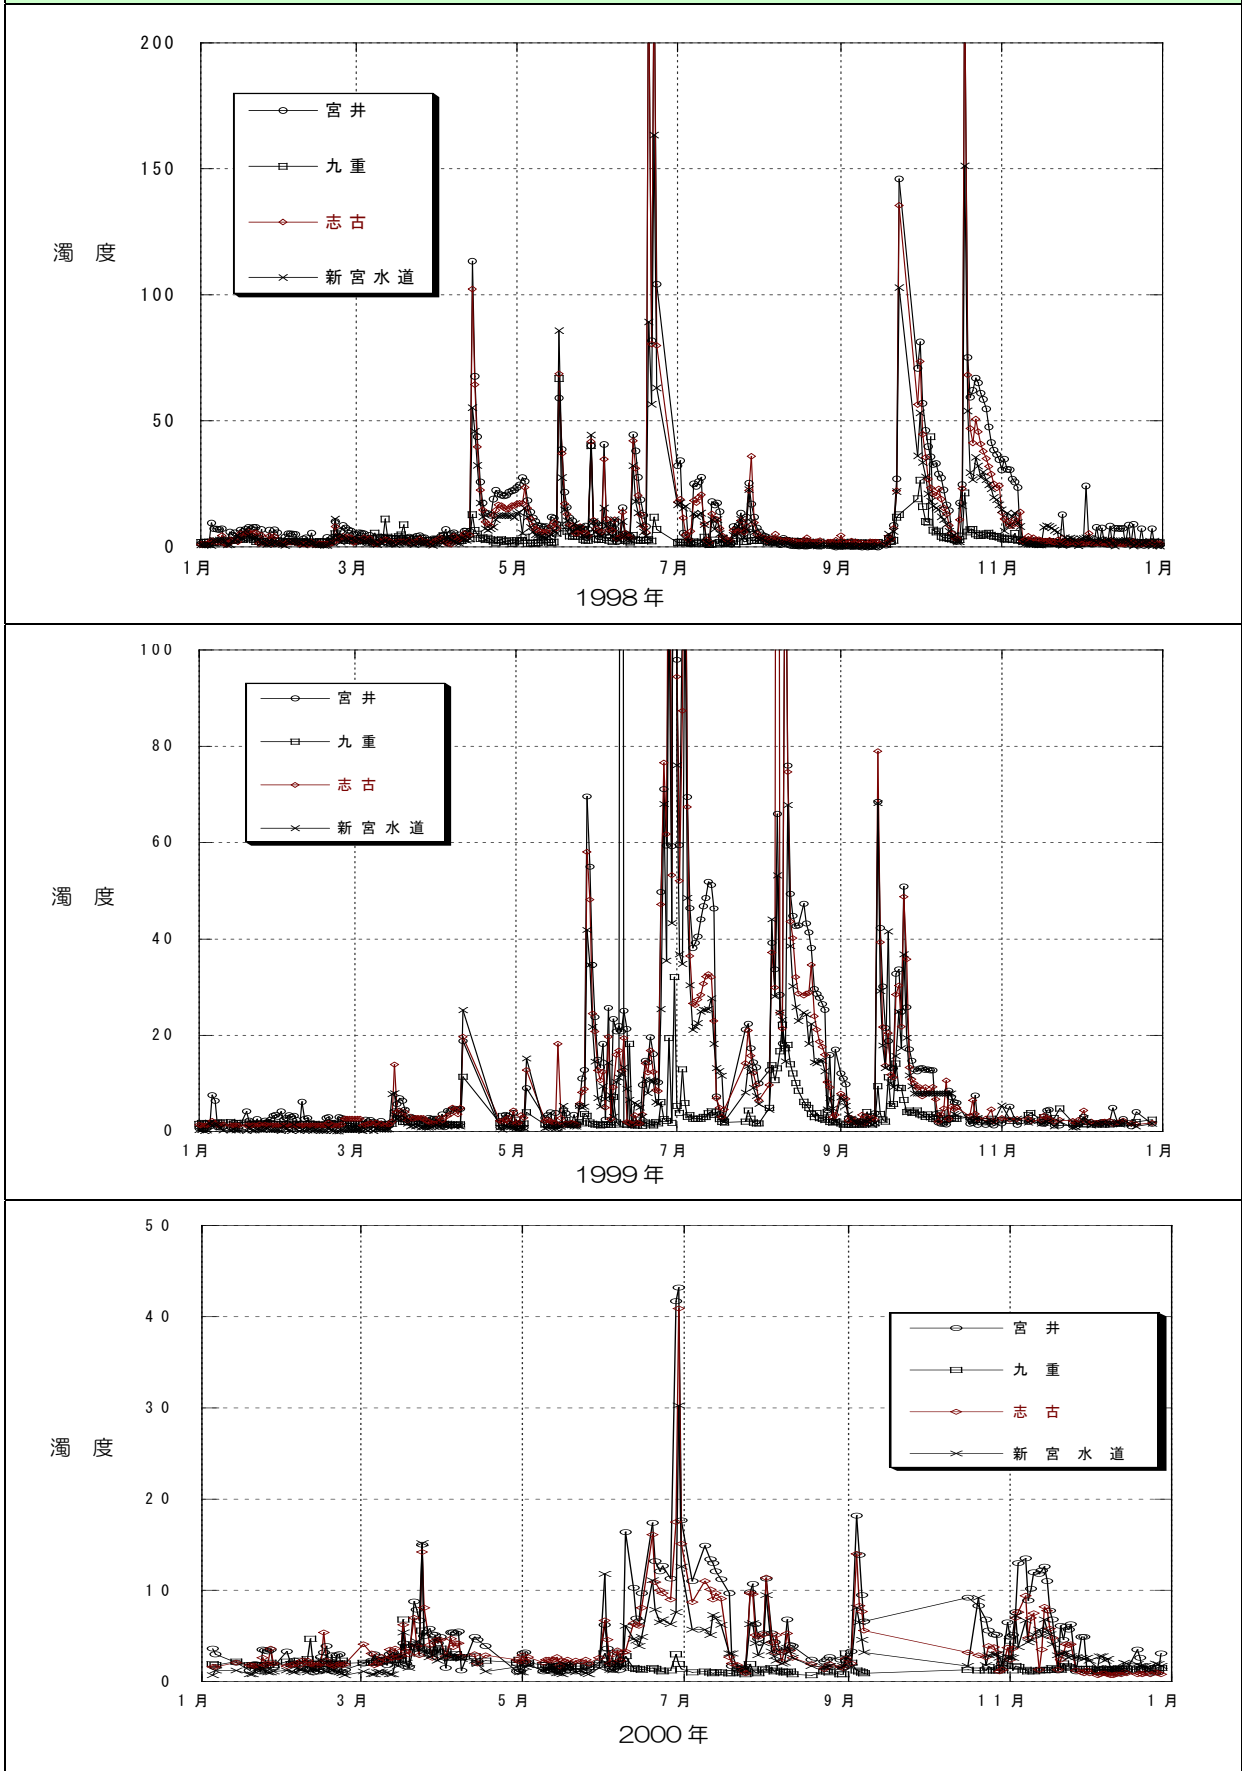 200
宮井
九重
150
志古
濁 度
新宮水道
100
50
0
1月 3月 5月 7月 9月 11月 1月
1998年
100
宮井
80
九重
志古
新宮水道
60
濁 度
40
20
0
1月 3月 5月 7月 9月 11月 1月
1999年
50
40
宮 井
九 重
30
志 古
濁 度
新 宮 水 道
20
10
0
1月 3月 5月 7月 9月 11月 1月
2000年